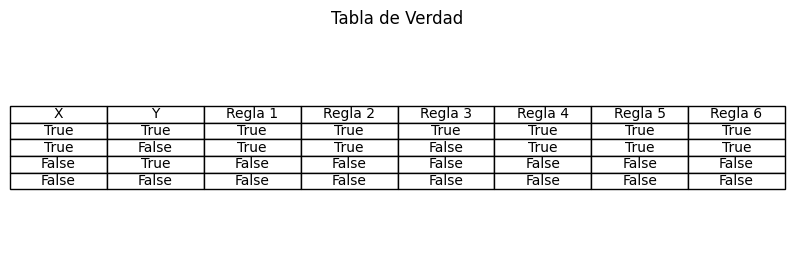 Tabla de Verdad
X Y Regla 1 Regla 2 Regla 3 Regla 4 Regla 5 Regla 6
True True True True True True True True
True False True True False True True True
False True False False False False False False
False False False False False False False False